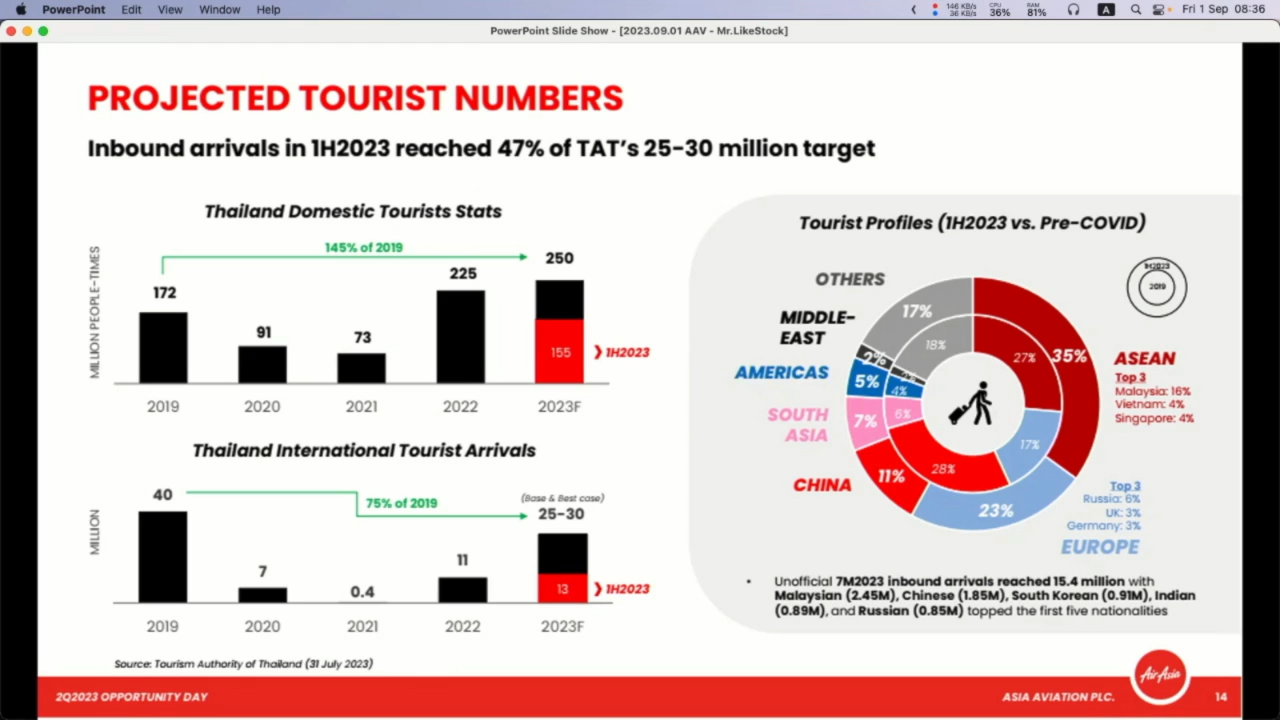 PowerPoint Edit View Window Help
146 KB/s
36 KB/s
CPU
36%
81%
A
Fri 1 Sep 08:36
PowerPoint Slide Show - [2023.09.01 AAV - Mr.LikeStock]
PROJECTED TOURIST NUMBERS
Inbound arrivals in 1H2023 reached 47% of TAT's 25-30 million target
Thailand Domestic Tourists Stats
MILLION PEOPLE-TIMES
145% of 2019
172
91
73
225
250
155
1H2023
2019 2020 2021 2022 2023F
Thailand International Tourist Arrivals
MILLION
75% of 2019
(Base & Best case)
40
7
0.4
11
25-30
13
1H2023
2019 2020 2021 2022 2023F
Source: Tourism Authority of Thailand (31 July 2023)
Tourist Profiles (1H2023 vs. Pre-COVID)
1H2023
2019
OTHERS
17%
18%
MIDDLE-
EAST
2%
AMERICAS
5%
4%
SOUTH
ASIA
7%
6%
CHINA
11%
28%
27%
35%
ASEAN
Top 3
Malaysia: 16%
Vietnam: 4%
Singapore: 4%
17%
23%
Top 3
Russia: 6%
UK: 3%
Germany: 3%
EUROPE
• Unofficial 7M2023 inbound arrivals reached 15.4 million with
Malaysian (2.45M), Chinese (1.85M), South Korean (0.91M), Indian
(0.89M), and Russian (0.85M) topped the first five nationalities
2Q2023 OPPORTUNITY DAY
ASIA AVIATION PLC.
AirAsia
14